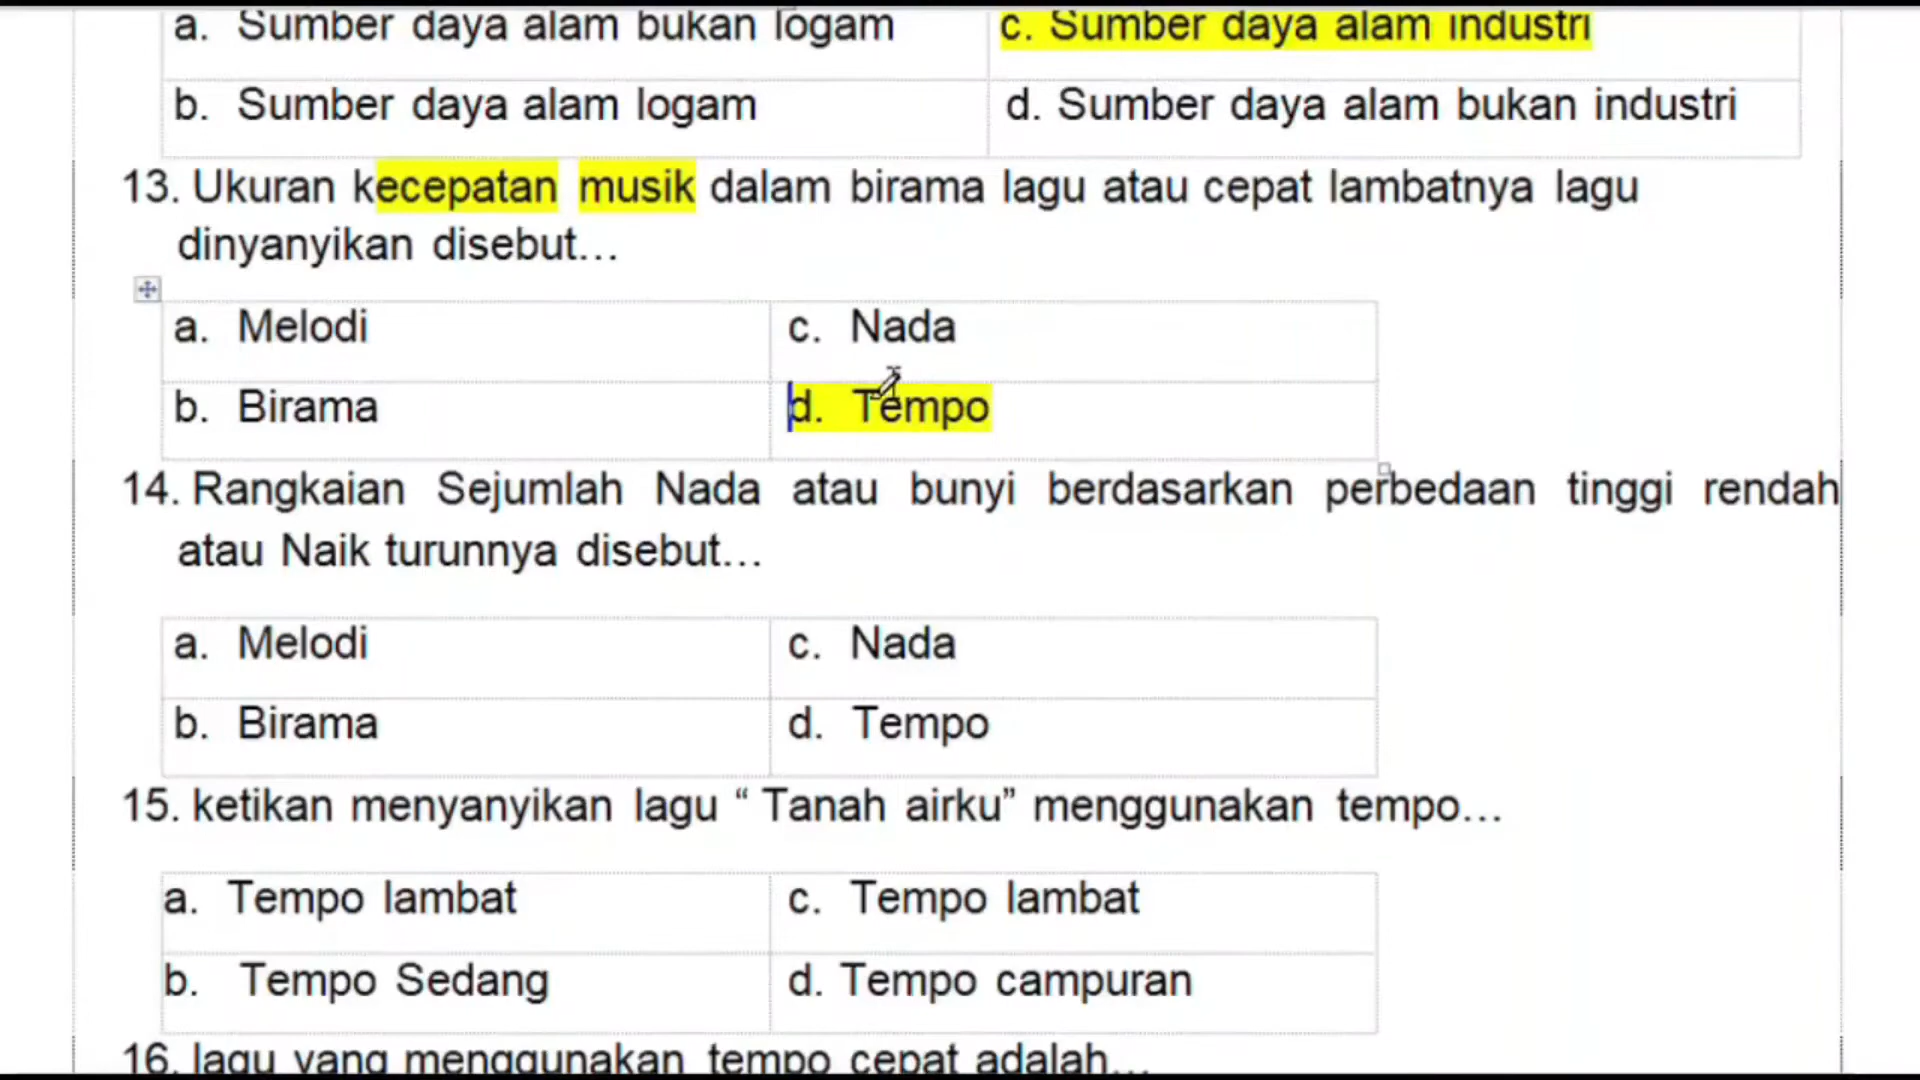 a. Sumber daya alam bukan logam c. Sumber daya alam industri
b. Sumber daya alam logam d. Sumber daya alam bukan industri
13. Ukuran kecepatan musik dalam birama lagu atau cepat lambatnya lagu
dinyanyikan disebut...
a. Melodi c. Nada
b. Birama d. Tempo
14. Rangkaian Sejumlah Nada atau bunyi berdasarkan perbedaan tinggi rendah
atau Naik turunnya disebut...
a. Melodi c. Nada
b. Birama d. Tempo
15. ketikan menyanyikan lagu “ Tanah airku” menggunakan tempo...
a. Tempo lambat c. Tempo lambat
b. Tempo Sedang d. Tempo campuran
16. lagu yang menggunakan tempo cepat adalah...